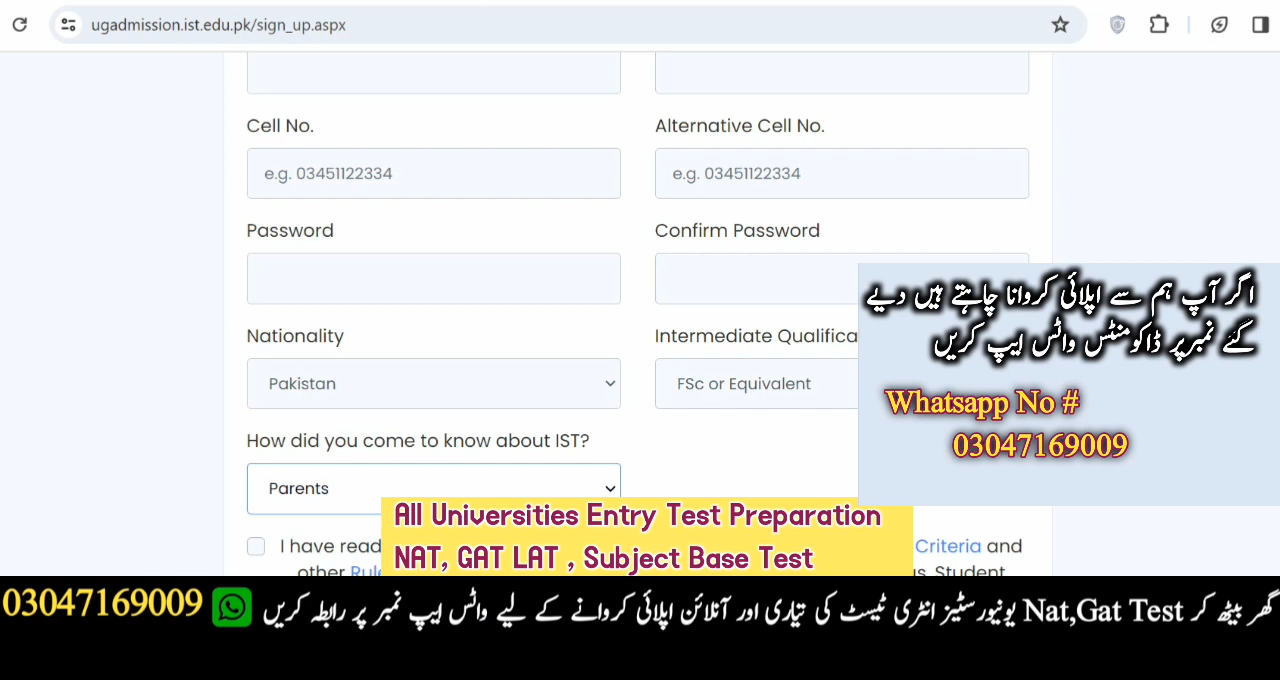 ugadmission.ist.edu.pk/sign_up.aspx
Cell No.
Alternative Cell No.
e.g. 03451122334
e.g. 03451122334
Password
Confirm Password
Nationality
Intermediate Qualifica
Pakistan
FSc or Equivalent
How did you come to know about IST?
Parents
اگر آپ ہم سے اپلائی کروانا چاہتے ہیں دیے
گئے نمبر پر ڈاکومنٹس واٹس ایپ کریں
Whatsapp No #
03047169009
All Universities Entry Test Preparation
NAT, GAT LAT , Subject Base Test
I have read
Criteria and
other Rule
s, Student
گھر بیٹھ کر Nat,Gat Test یونیورسٹیز انٹری ٹیسٹ کی تیاری اور آنلائن اپلائی کروانے کے لیے واٹس ایپ نمبر پر رابطہ کریں 03047169009